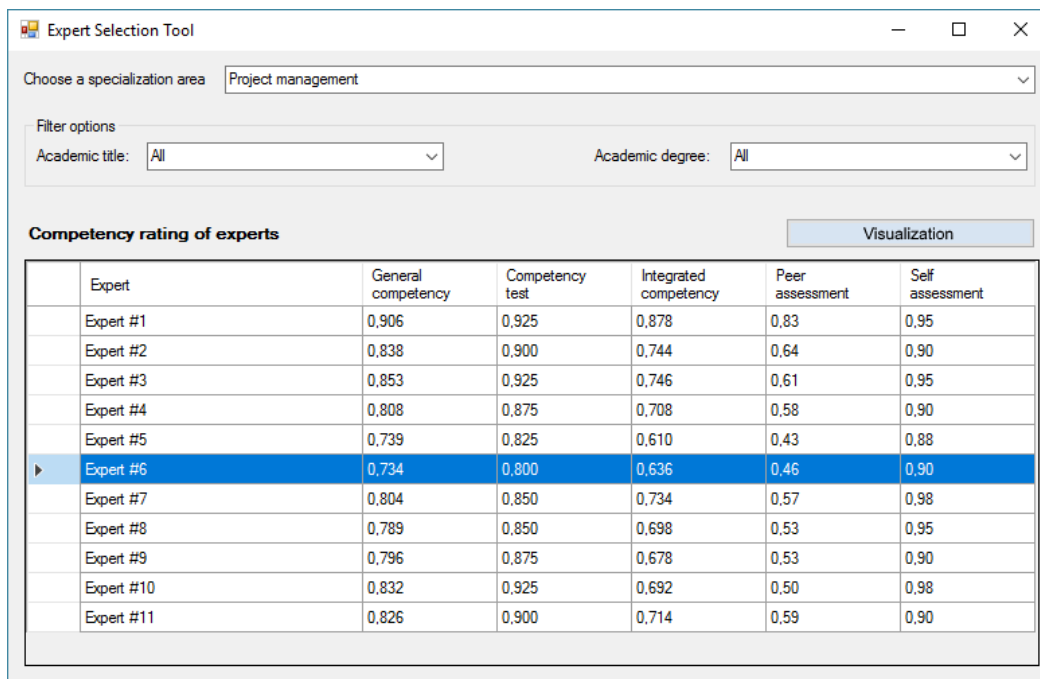 Expert Selection Tool
Choose a specialization area Project management
Filter options
Academic title: All Academic degree: All
Competency rating of experts Visualization
Expert General competency Competency test Integrated competency Peer assessment Self assessment
Expert #1 0,906 0,925 0,878 0,83 0,95
Expert #2 0,838 0,900 0,744 0,64 0,90
Expert #3 0,853 0,925 0,746 0,61 0,95
Expert #4 0,808 0,875 0,708 0,58 0,90
Expert #5 0,739 0,825 0,610 0,43 0,88
Expert #6 0,734 0,800 0,636 0,46 0,90
Expert #7 0,804 0,850 0,734 0,57 0,98
Expert #8 0,789 0,850 0,698 0,53 0,95
Expert #9 0,796 0,875 0,678 0,53 0,90
Expert #10 0,832 0,925 0,692 0,50 0,98
Expert #11 0,826 0,900 0,714 0,59 0,90